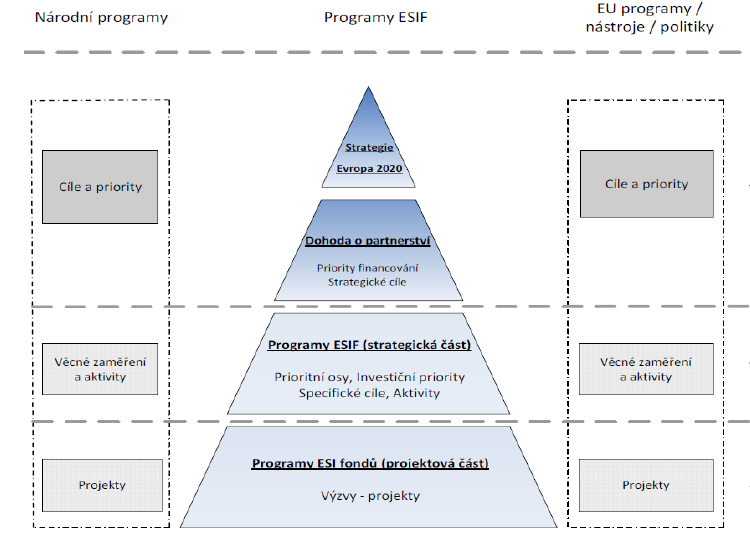 Národní programy
Programy ESIF
EU programy /
nástroje / politiky
Strategie
Evropa 2020
Cíle a priority
Cíle a priority
Dohoda o partnerství
Priority financování
Strategické cíle
Programy ESIF (strategická část)
Věcné zaměření
a aktivity
Prioritní osy, Investiční priority
Specifické cíle, Aktivity
Věcné zaměření
a aktivity
Programy ESI fondů (projektová část)
Projekty
Výzvy - projekty
Projekty